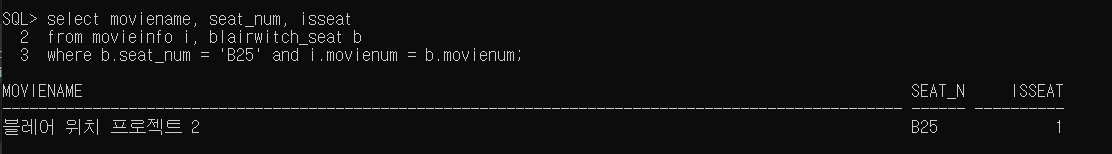 SQL> select moviename, seat_num, isseat
2 from movieinfo i, blairwitch_seat b
3 where b.seat_num = 'B25' and i.movienum = b.movienum;
MOVIENAME SEAT_N ISSEAT
---------------------------------------------------------------------------------------------------- ------ ----------
블레어 위치 프로젝트 2 B25 1